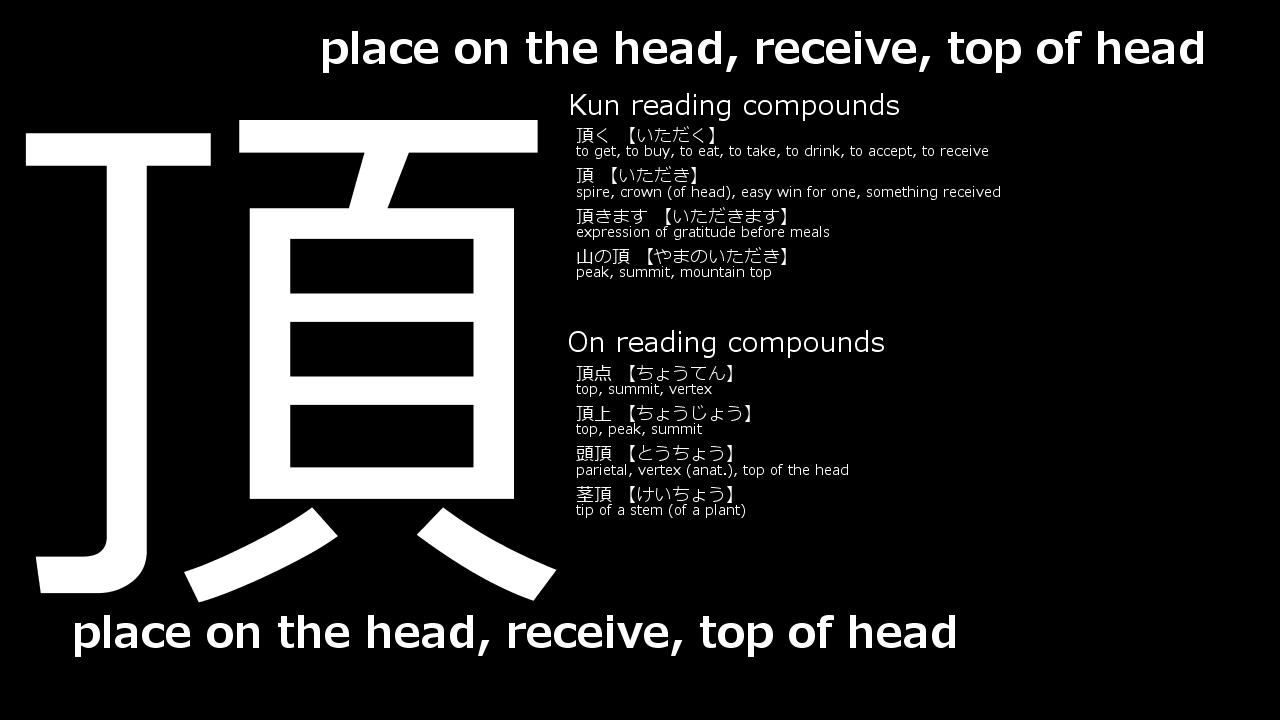 place on the head, receive, top of head
頂
Kun reading compounds
頂く 【いただく】
to get, to buy, to eat, to take, to drink, to accept, to receive
頂 【いただき】
spire, crown (of head), easy win for one, something received
頂きます 【いただきます】
expression of gratitude before meals
山の頂 【やまのいただき】
peak, summit, mountain top
On reading compounds
頂点 【ちょうてん】
top, summit, vertex
頂上 【ちょうじょう】
top, peak, summit
頭頂 【とうちょう】
parietal, vertex (anat.), top of the head
茎頂 【けいちょう】
tip of a stem (of a plant)
place on the head, receive, top of head